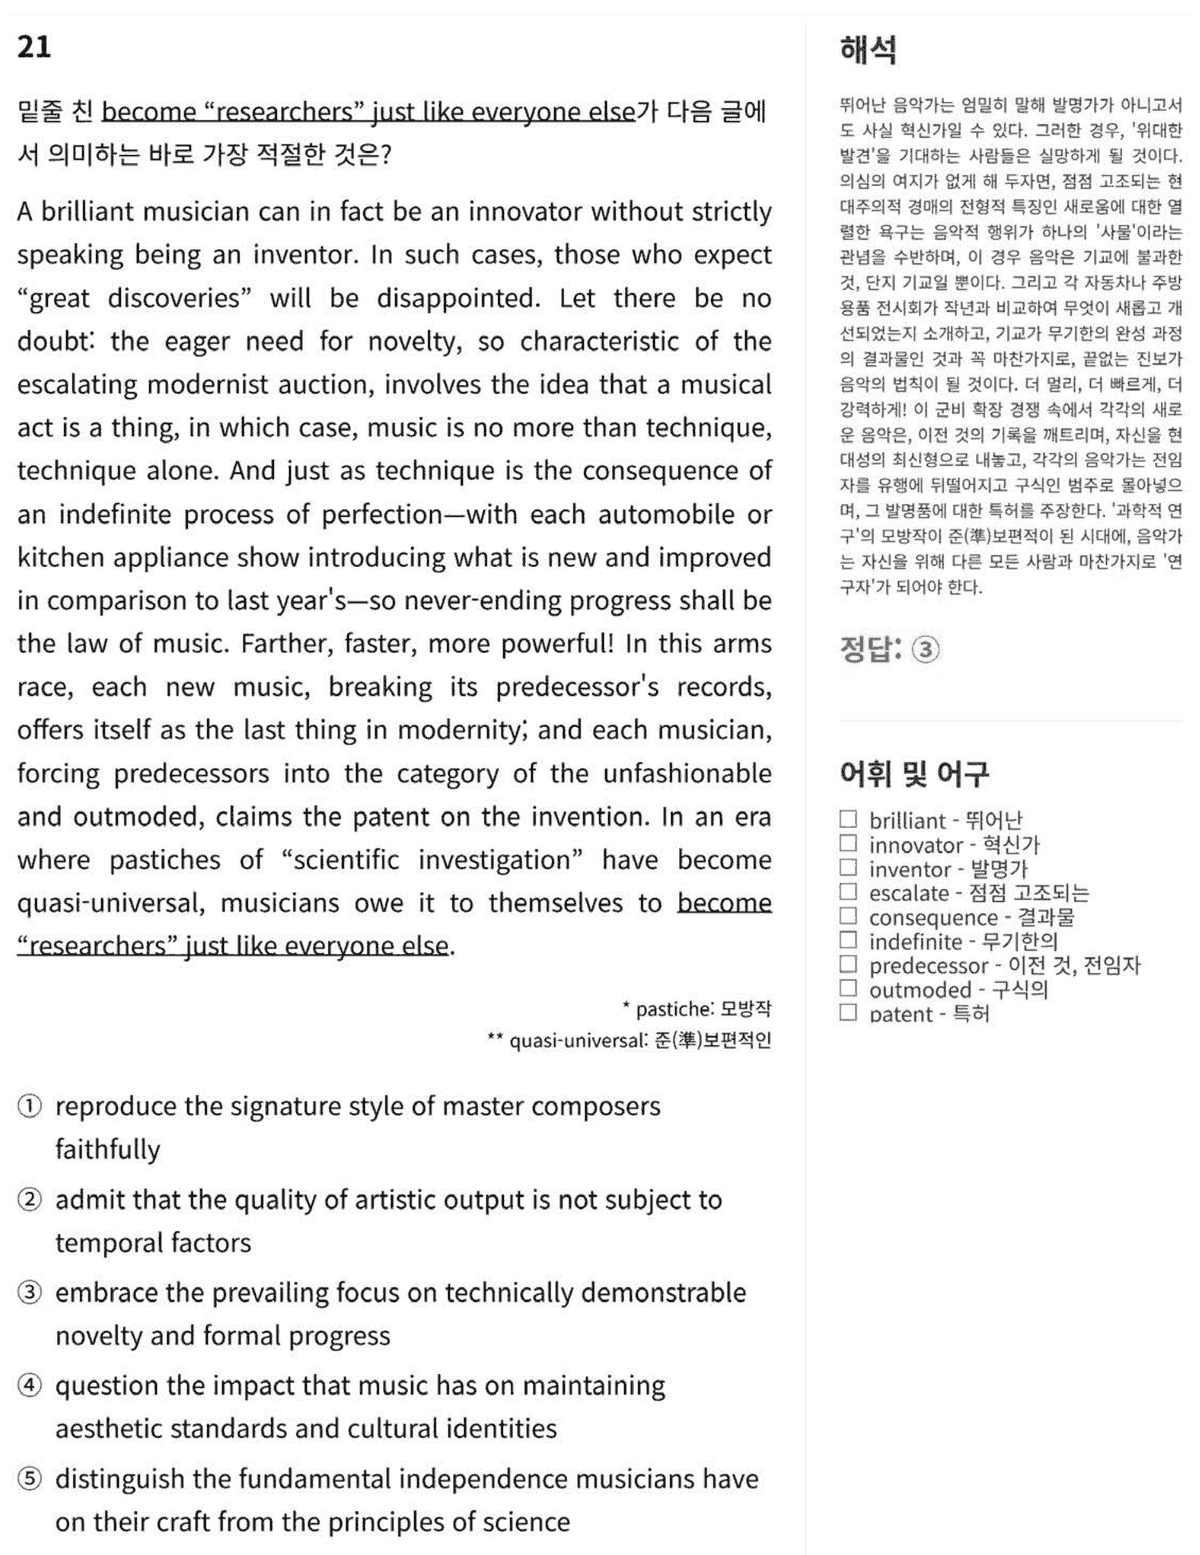 21
밑줄 친 become “researchers” just like everyone else가 다음 글에
서 의미하는 바로 가장 적절한 것은?
A brilliant musician can in fact be an innovator without strictly
speaking being an inventor. In such cases, those who expect
“great discoveries” will be disappointed. Let there be no
doubt: the eager need for novelty, so characteristic of the
escalating modernist auction, involves the idea that a musical
act is a thing, in which case, music is no more than technique,
technique alone. And just as technique is the consequence of
an indefinite process of perfection—with each automobile or
kitchen appliance show introducing what is new and improved
in comparison to last year's—so never-ending progress shall be
the law of music. Farther, faster, more powerful! In this arms
race, each new music, breaking its predecessor's records,
offers itself as the last thing in modernity; and each musician,
forcing predecessors into the category of the unfashionable
and outmoded, claims the patent on the invention. In an era
where pastiches of “scientific investigation” have become
quasi-universal, musicians owe it to themselves to become
“researchers” just like everyone else.
* pastiche: 모방작
** quasi-universal: 준(準)보편적인
① reproduce the signature style of master composers
faithfully
② admit that the quality of artistic output is not subject to
temporal factors
③ embrace the prevailing focus on technically demonstrable
novelty and formal progress
④ question the impact that music has on maintaining
aesthetic standards and cultural identities
⑤ distinguish the fundamental independence musicians have
on their craft from the principles of science
해석
뛰어난 음악가는 엄밀히 말해 발명가가 아니고서
도 사실 혁신가일 수 있다. 그러한 경우, '위대한
발견'을 기대하는 사람들은 실망하게 될 것이다.
의심의 여지가 없게 해 두자면, 점점 고조되는 현
대주의적 경매의 전형적 특징인 새로움에 대한 열
렬한 욕구는 음악적 행위가 하나의 '사물'이라는
관념을 수반하며, 이 경우 음악은 기교에 불과한
것, 단지 기교일 뿐이다. 그리고 각 자동차나 주방
용품 전시회가 작년과 비교하여 무엇이 새롭고 개
선되었는지 소개하고, 기교가 무기한의 완성 과정
의 결과물인 것과 꼭 마찬가지로, 끝없는 진보가
음악의 법칙이 될 것이다. 더 멀리, 더 빠르게, 더
강력하게! 이 군비 확장 경쟁 속에서 각각의 새로
운 음악은, 이전 것의 기록을 깨트리며, 자신을 현
대성의 최신형으로 내놓고, 각각의 음악가는 전임
자를 유행에 뒤떨어지고 구식인 범주로 몰아넣으
며, 그 발명품에 대한 특허를 주장한다. '과학적 연
구'의 모방작이 준(準)보편적이 된 시대에, 음악가
는 자신을 위해 다른 모든 사람과 마찬가지로 '연
구자'가 되어야 한다.
정답: ③
어휘 및 어구
☐ brilliant - 뛰어난
☐ innovator - 혁신가
☐ inventor - 발명가
☐ escalate - 점점 고조되는
☐ consequence - 결과물
☐ indefinite - 무기한의
☐ predecessor - 이전 것, 전임자
☐ outmoded - 구식의
☐ patent - 특허